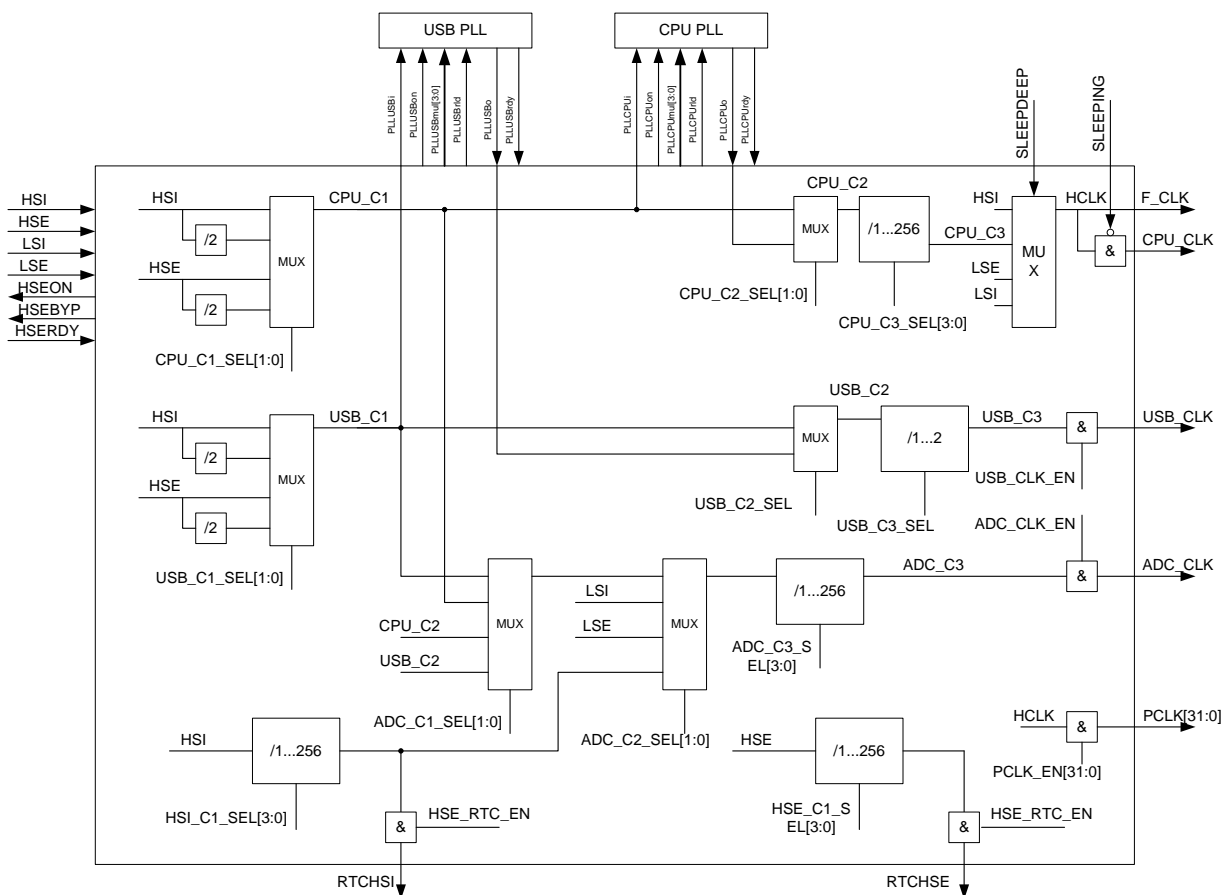 USB PLL
CPU PLL
PLLUSBi
PLLUSBon
PLLUSBmul[3:0]
PLLUSBrld
PLLUSBo
PLLUSBrdy
PLLCPUi
PLLCPUon
PLLCPUmul[3:0]
PLLCPUrld
PLLCPUo
PLLCPUrdy
SLEEPDEEP
SLEEPING
HSI
HSE
LSI
LSE
HSEON
HSEBYP
HSERDY
HSI
/2
HSE
/2
MUX
CPU_C1
CPU_C1_SEL[1:0]
CPU_C2
MUX
CPU_C2_SEL[1:0]
/1...256
CPU_C3_SEL[3:0]
HSI
CPU_C3
LSE
LSI
MU
X
HCLK
&
F_CLK
CPU_CLK
HSI
/2
HSE
/2
MUX
USB_C1
USB_C1_SEL[1:0]
USB_C2
MUX
USB_C2_SEL
/1...2
USB_C3_SEL
USB_C3
&
USB_CLK
USB_CLK_EN
ADC_CLK_EN
CPU_C2
USB_C2
MUX
ADC_C1_SEL[1:0]
LSI
LSE
MUX
ADC_C2_SEL[1:0]
/1...256
ADC_C3_S
EL[3:0]
ADC_C3
&
ADC_CLK
HSI
/1...256
HSI_C1_SEL[3:0]
&
HSE_RTC_EN
RTCHSI
HSE
/1...256
HSE_C1_S
EL[3:0]
&
HSE_RTC_EN
RTCHSE
HCLK
&
PCLK[31:0]
PCLK_EN[31:0]